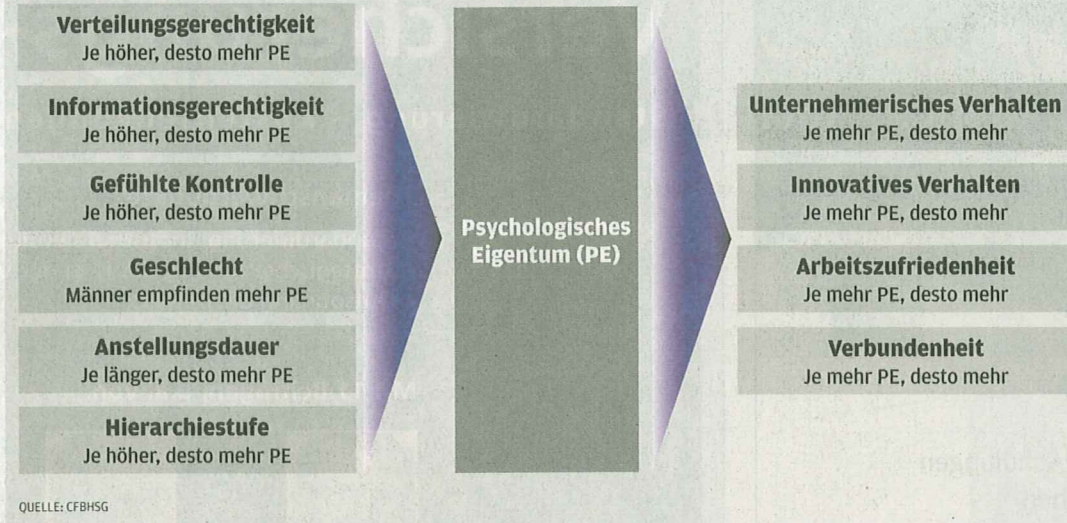 Verteilungsgerechtigkeit
Je höher, desto mehr PE
Informationsgerechtigkeit
Je höher, desto mehr PE
Gefühlte Kontrolle
Je höher, desto mehr PE
Geschlecht
Männer empfinden mehr PE
Anstellungsdauer
Je länger, desto mehr PE
Hierarchiestufe
Je höher, desto mehr PE
Psychologisches
Eigentum (PE)
Unternehmerisches Verhalten
Je mehr PE, desto mehr
Innovatives Verhalten
Je mehr PE, desto mehr
Arbeitszufriedenheit
Je mehr PE, desto mehr
Verbundenheit
Je mehr PE, desto mehr
QUELLE: CFBHSG